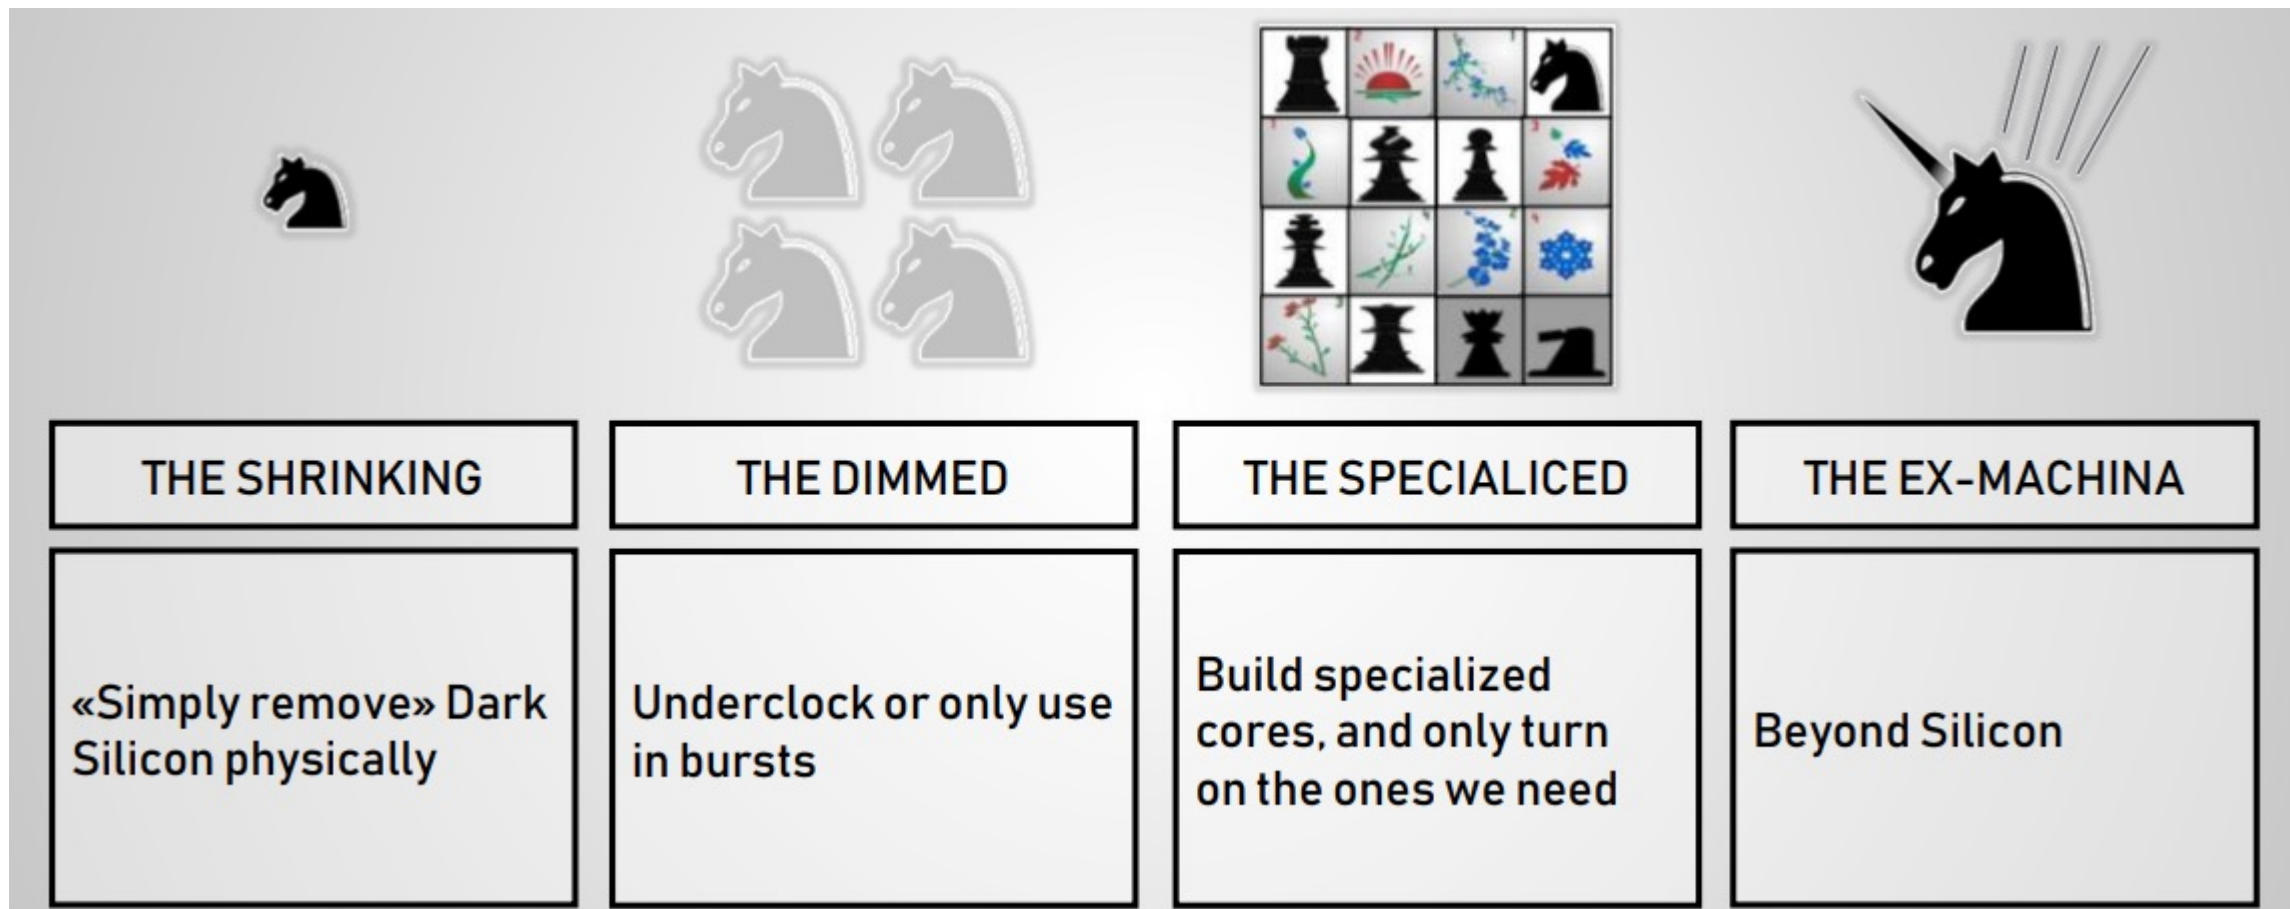 THE SHRINKING
THE DIMMED
THE SPECIALICED
THE EX-MACHINA
«Simply remove» Dark
Silicon physically
Underclock or only use
in bursts
Build specialized
cores, and only turn
on the ones we need
Beyond Silicon